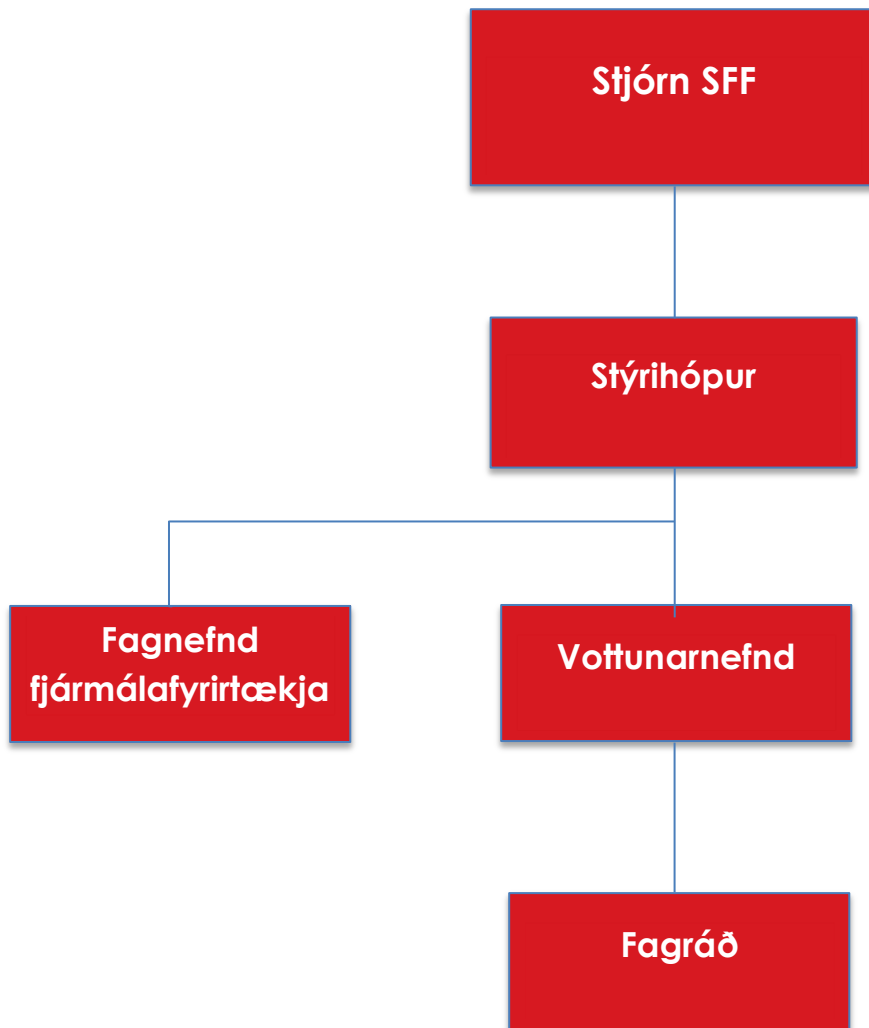 Stjórn SFF
Stýrihópur
Fagnefnd
fjármálafyrirtækja
Vottunarnefnd
Fagráð